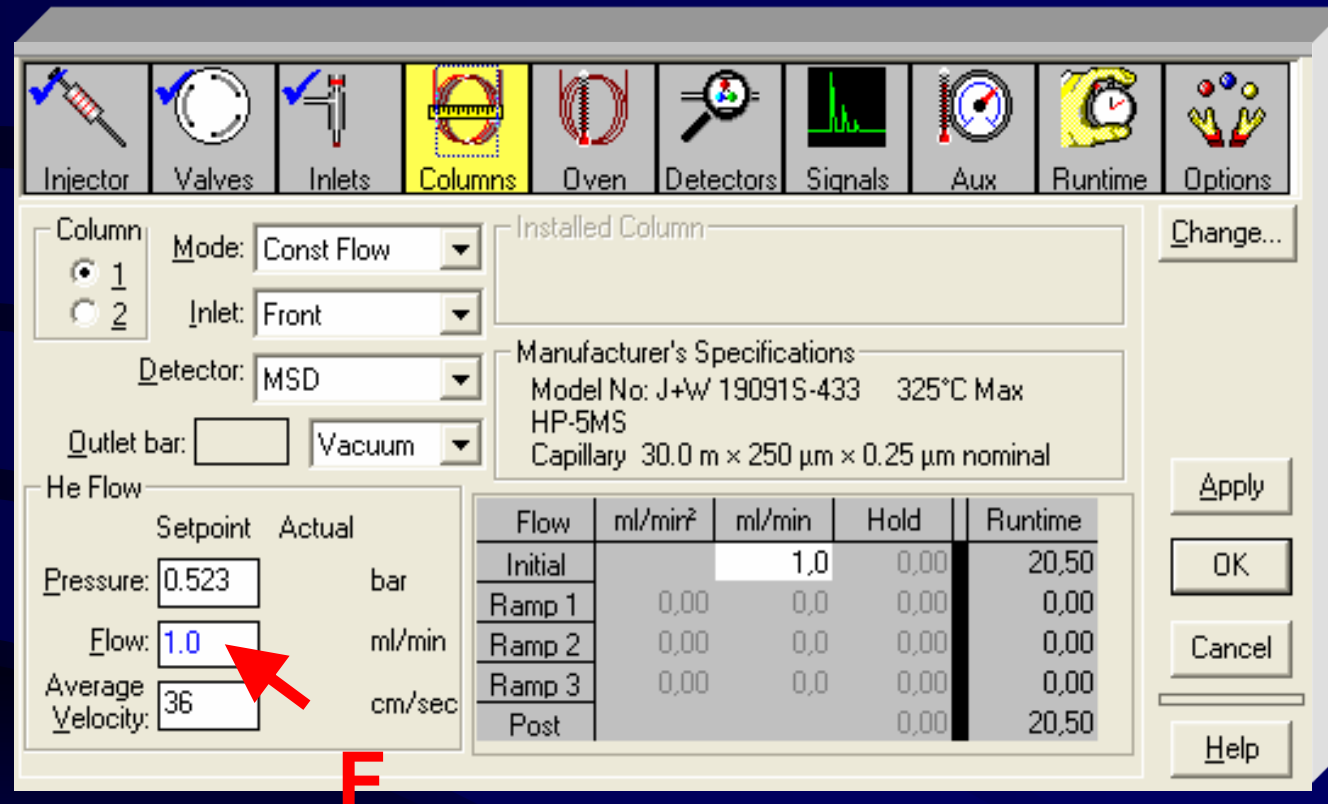 Injector Valves Inlets Columns Oven Detectors Signals Aux Runtime Options
Column
1
2
Mode: Const Flow
Inlet: Front
Detector: MSD
Outlet bar: Vacuum
Installed Column
Manufacturer's Specifications
Model No: J+W 19091S-433 325°C Max
HP-5MS
Capillary 30.0 m × 250 µm × 0.25 µm nominal
Change...
He Flow
Setpoint Actual
Pressure: 0.523 bar
Flow: 1.0 ml/min
Average
Velocity: 36 cm/sec
F
Flow ml/min² ml/min Hold Runtime
Initial 1,0 0,00 20,50
Ramp 1 0,00 0,0 0,00 0,00
Ramp 2 0,00 0,0 0,00 0,00
Ramp 3 0,00 0,0 0,00 0,00
Post 0,00 20,50
Apply
OK
Cancel
Help